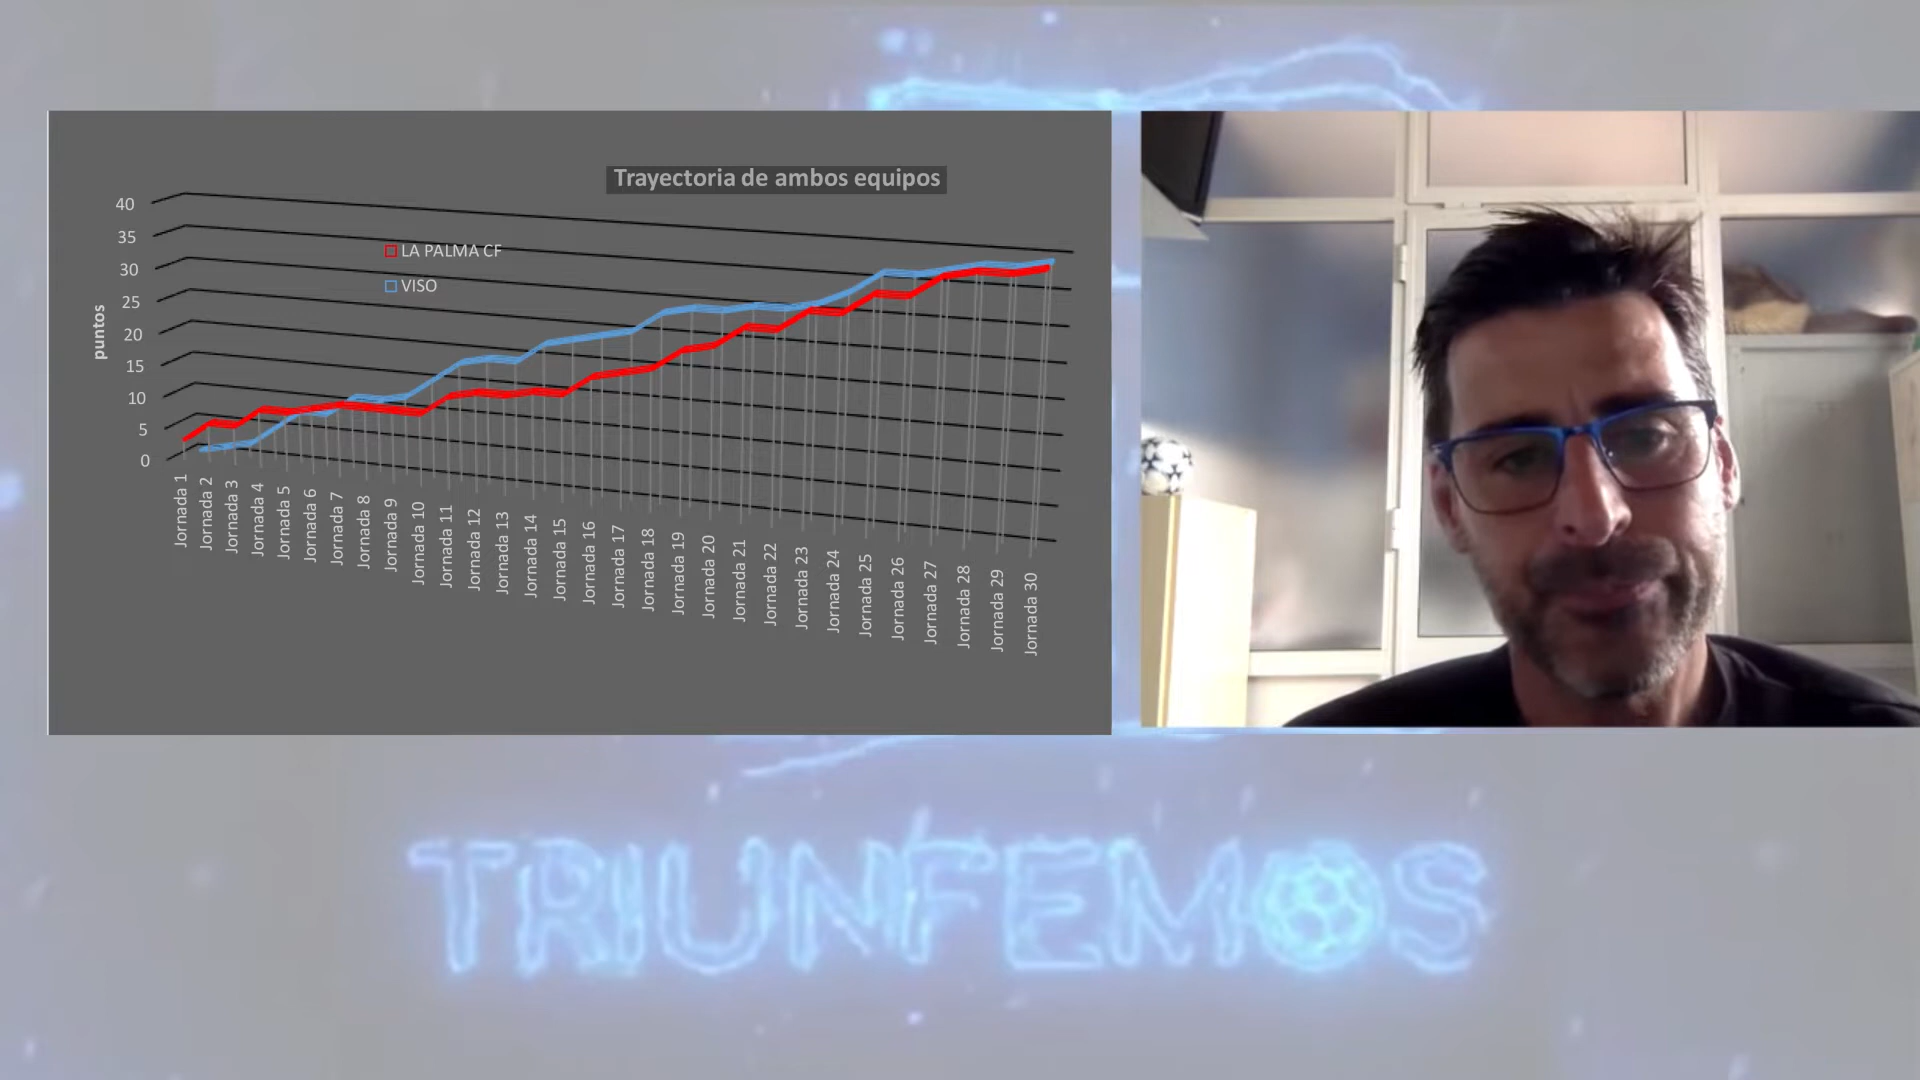 Trayectoria de ambos equipos
40
35
30
25
20
15
10
5
0
puntos
LA PALMA CF
VISO
Jornada 1
Jornada 2
Jornada 3
Jornada 4
Jornada 5
Jornada 6
Jornada 7
Jornada 8
Jornada 9
Jornada 10
Jornada 11
Jornada 12
Jornada 13
Jornada 14
Jornada 15
Jornada 16
Jornada 17
Jornada 18
Jornada 19
Jornada 20
Jornada 21
Jornada 22
Jornada 23
Jornada 24
Jornada 25
Jornada 26
Jornada 27
Jornada 28
Jornada 29
Jornada 30
TRIUNFEMOS